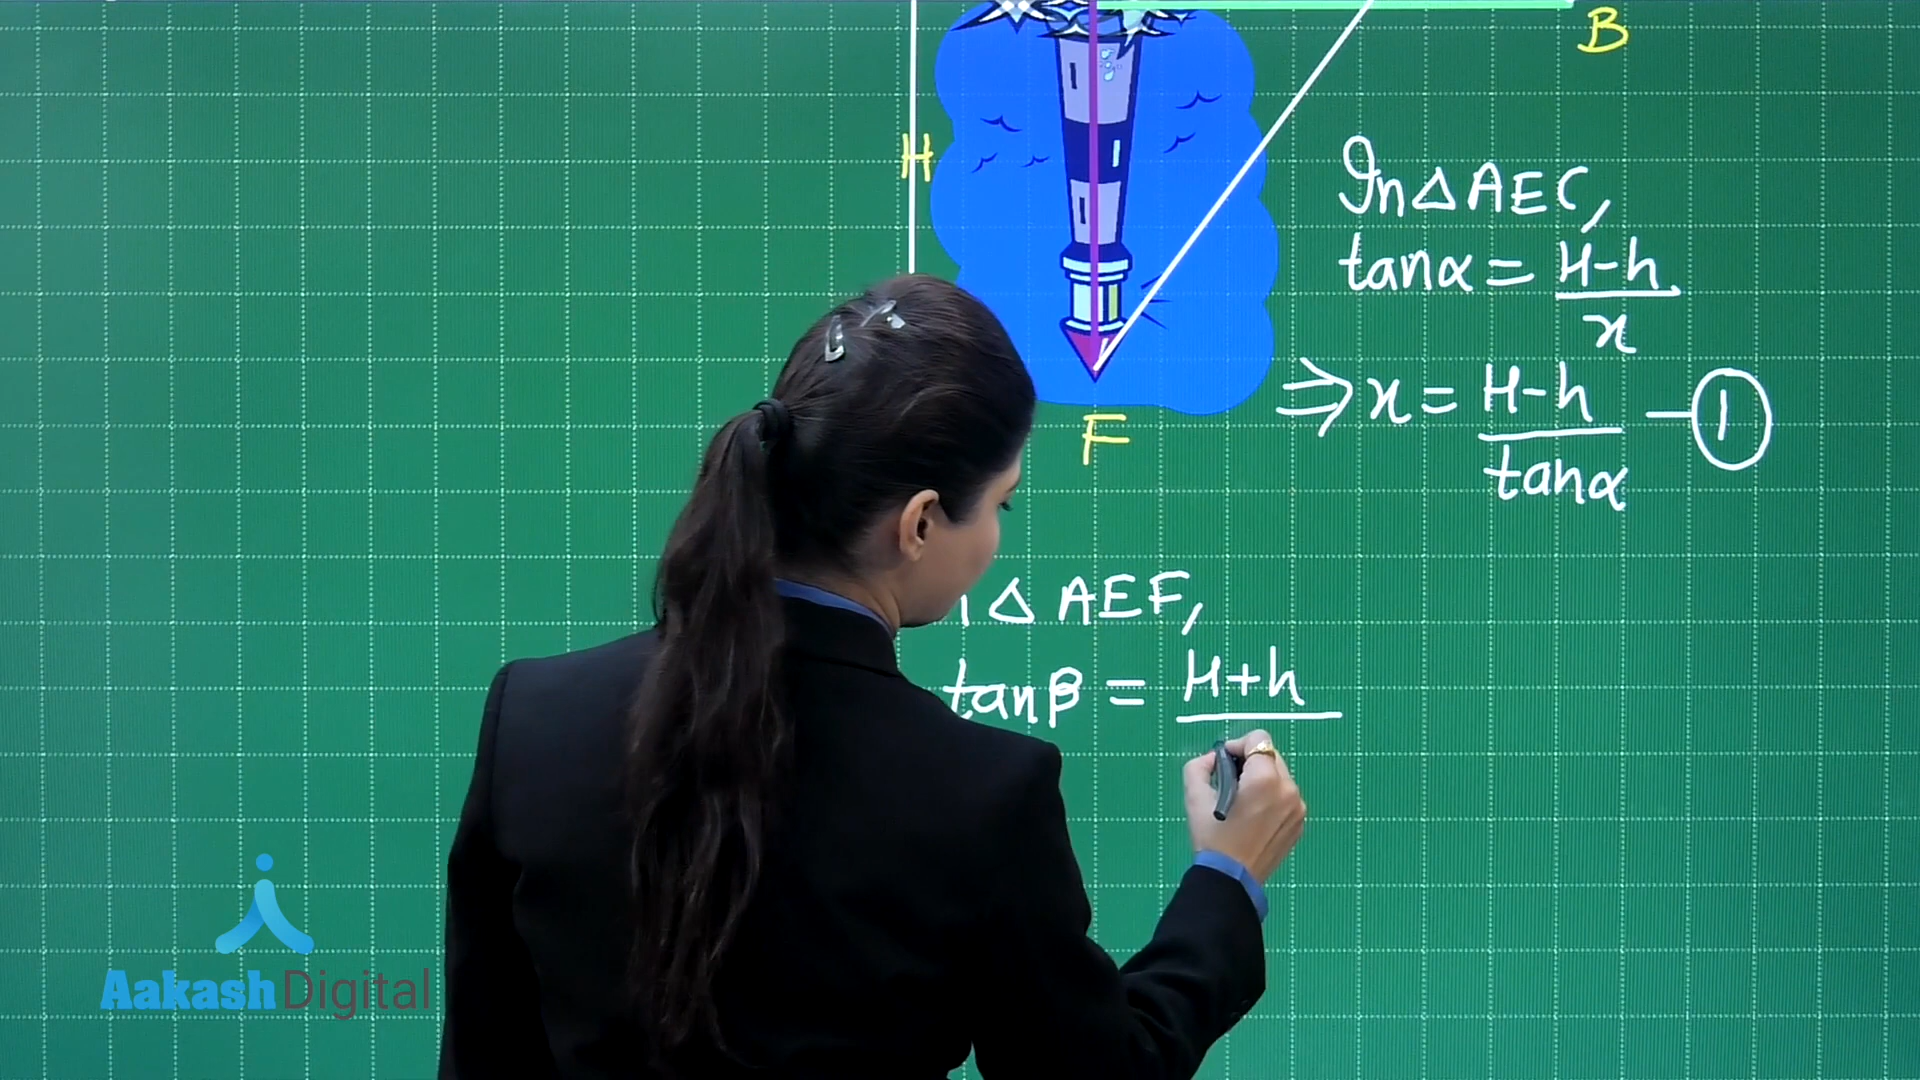 B
H
In △AEC,
tanα = H-h
x
⇒ x = H-h —①
tanα
F
△ AEF,
tanβ = H+h
Aakash Digital